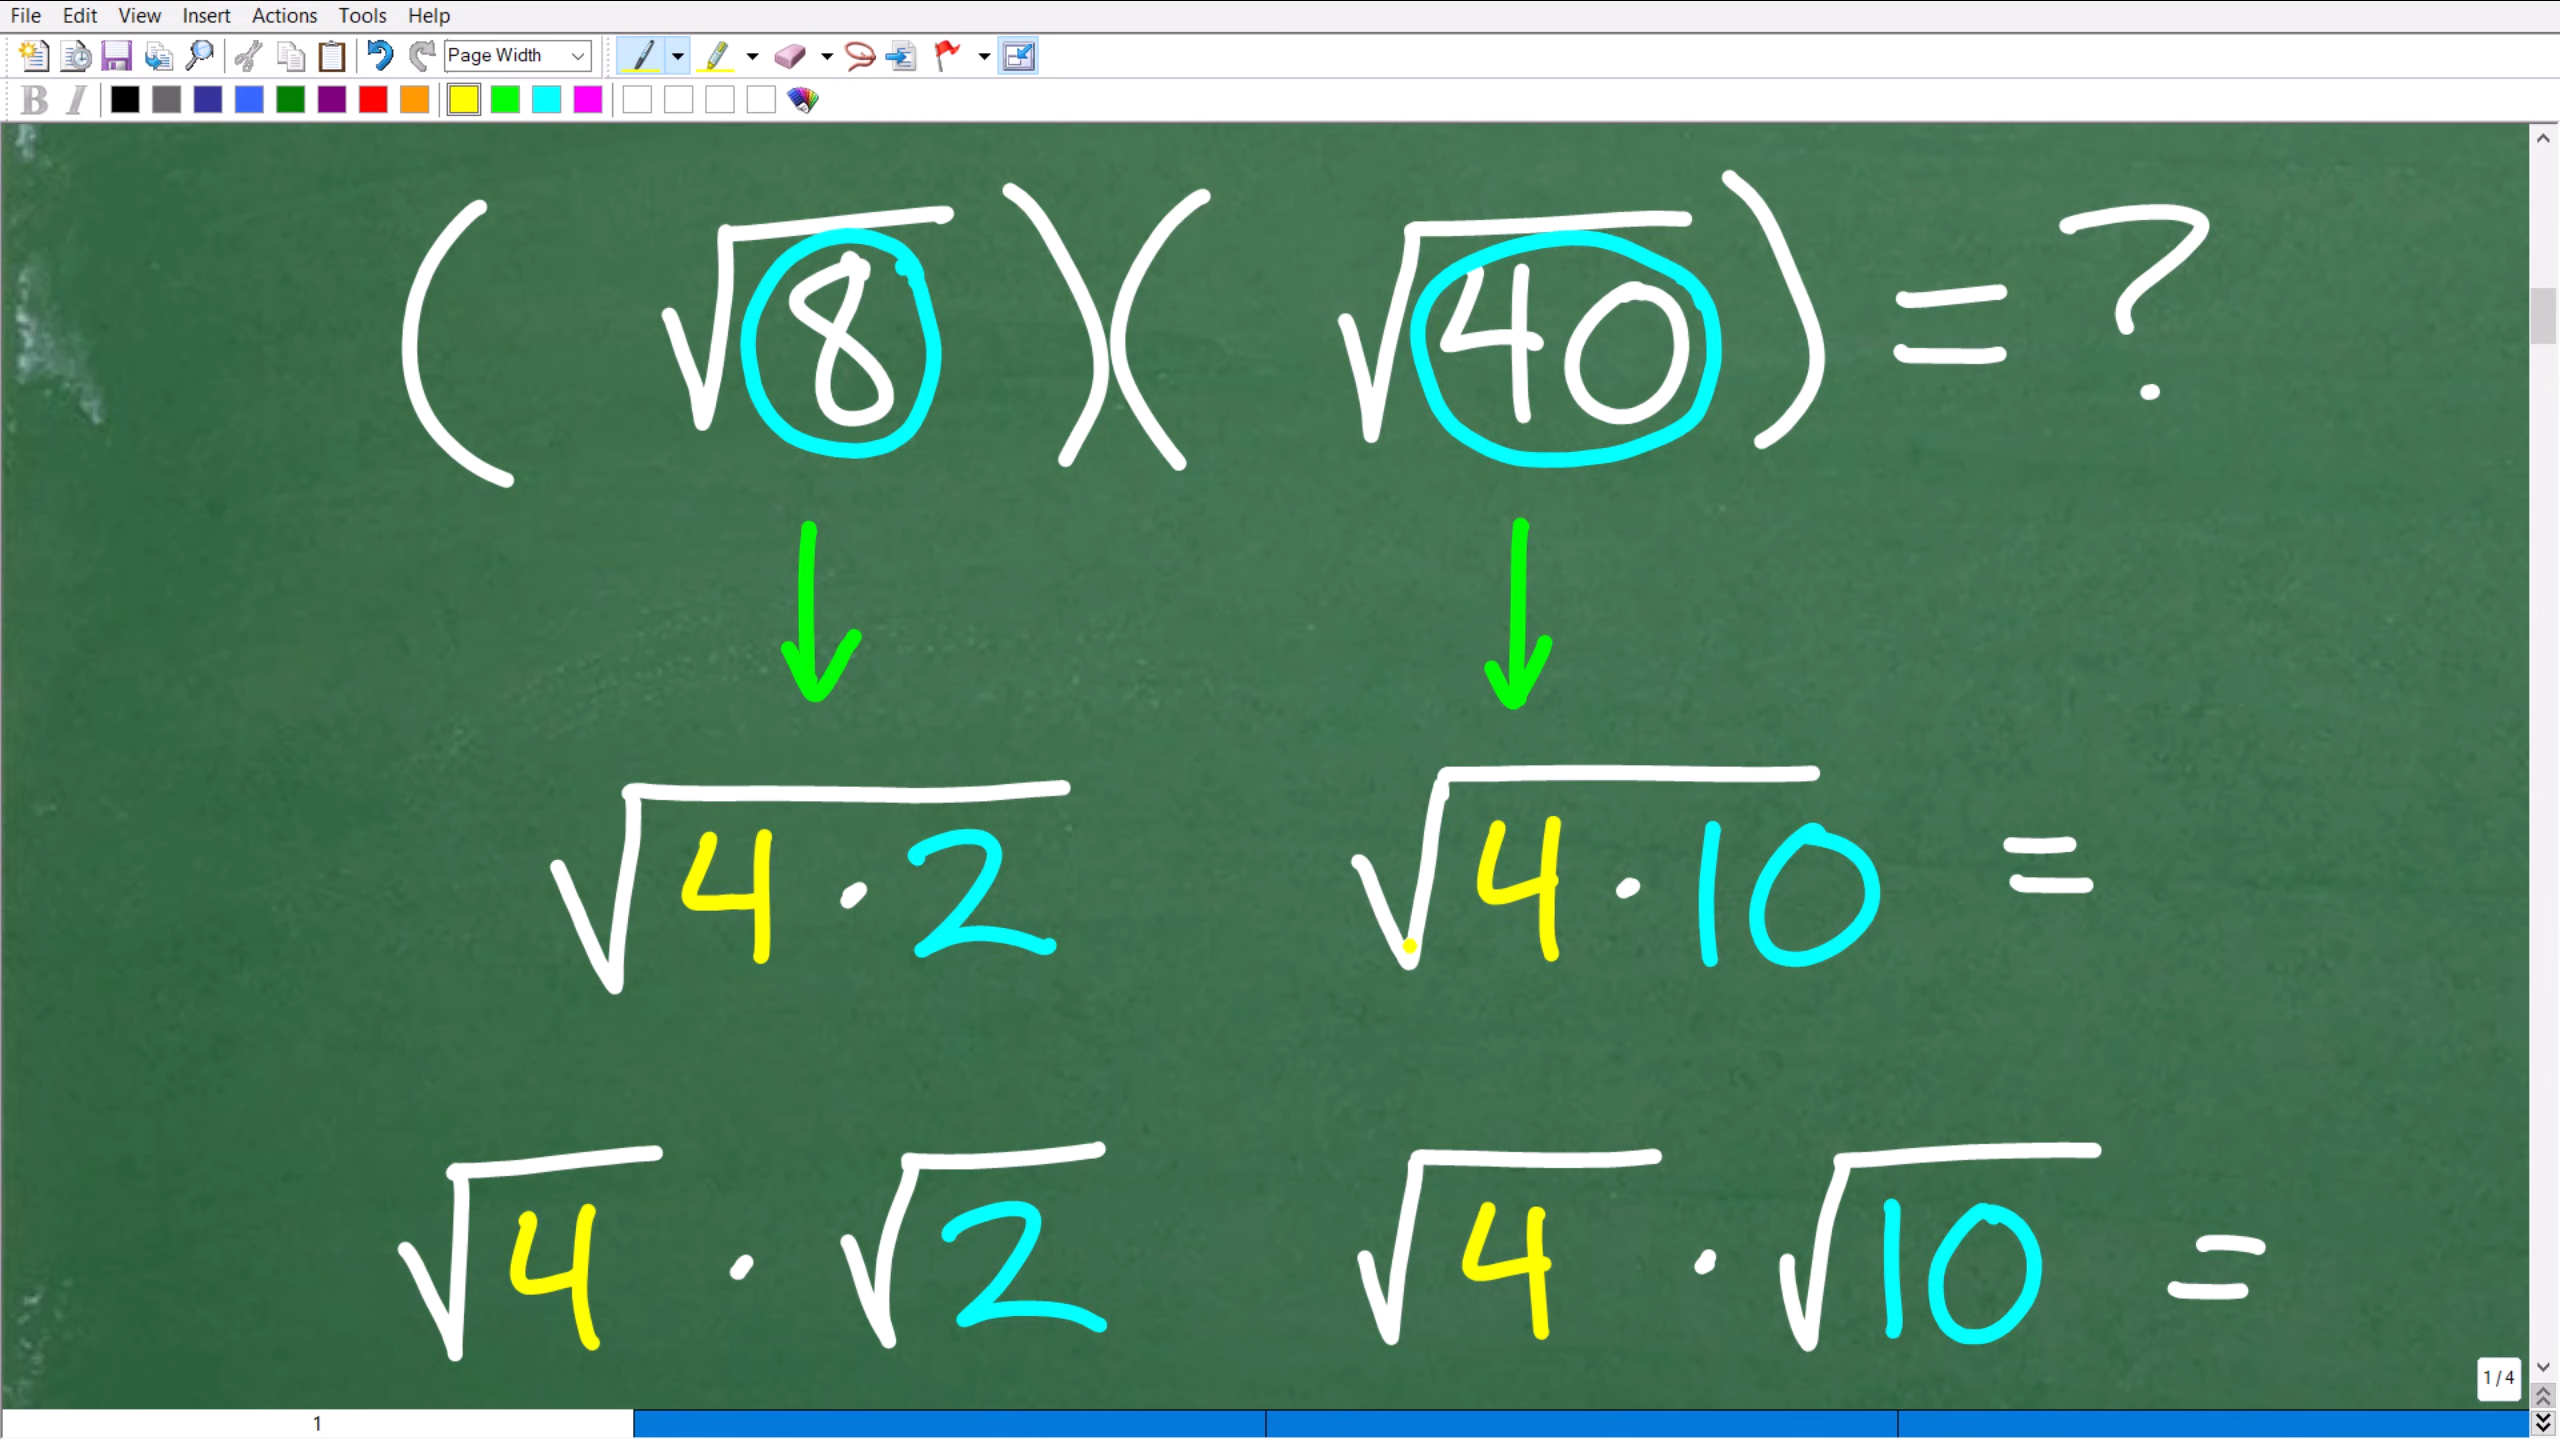 File Edit View Insert Actions Tools Help
Page Width
B I
( √8 )( √40 ) = ?
√4·2 √4·10 =
√4 · √2 √4 · √10 =
1 / 4
1